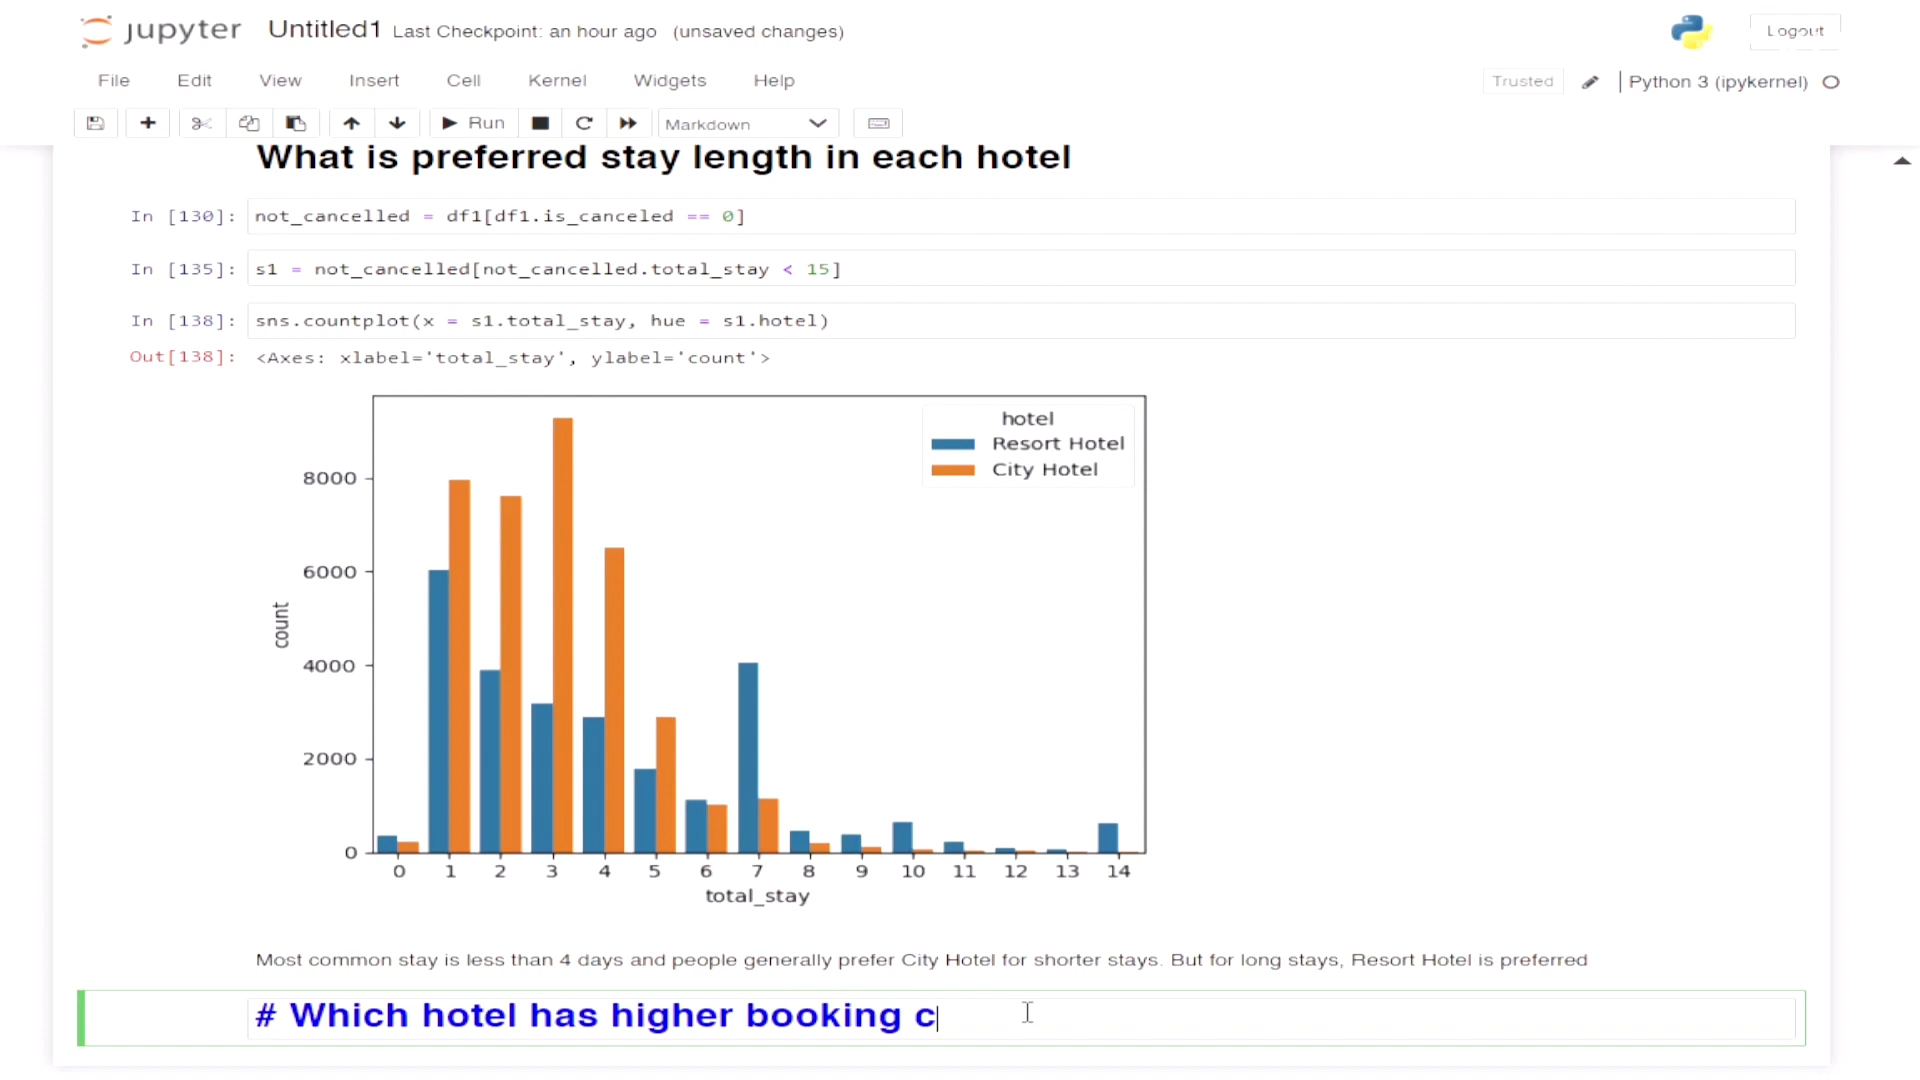 jupyter Untitled1 Last Checkpoint: an hour ago (unsaved changes) Logout
File Edit View Insert Cell Kernel Widgets Help Trusted Python 3 (ipykernel)
Run Markdown
What is preferred stay length in each hotel
In [130]: not_cancelled = df1[df1.is_canceled == 0]
In [135]: s1 = not_cancelled[not_cancelled.total_stay < 15]
In [138]: sns.countplot(x = s1.total_stay, hue = s1.hotel)
Out[138]: <Axes: xlabel='total_stay', ylabel='count'>
hotel
Resort Hotel
City Hotel
8000
6000
4000
2000
0
count
0 1 2 3 4 5 6 7 8 9 10 11 12 13 14
total_stay
Most common stay is less than 4 days and people generally prefer City Hotel for shorter stays. But for long stays, Resort Hotel is preferred
# Which hotel has higher booking c